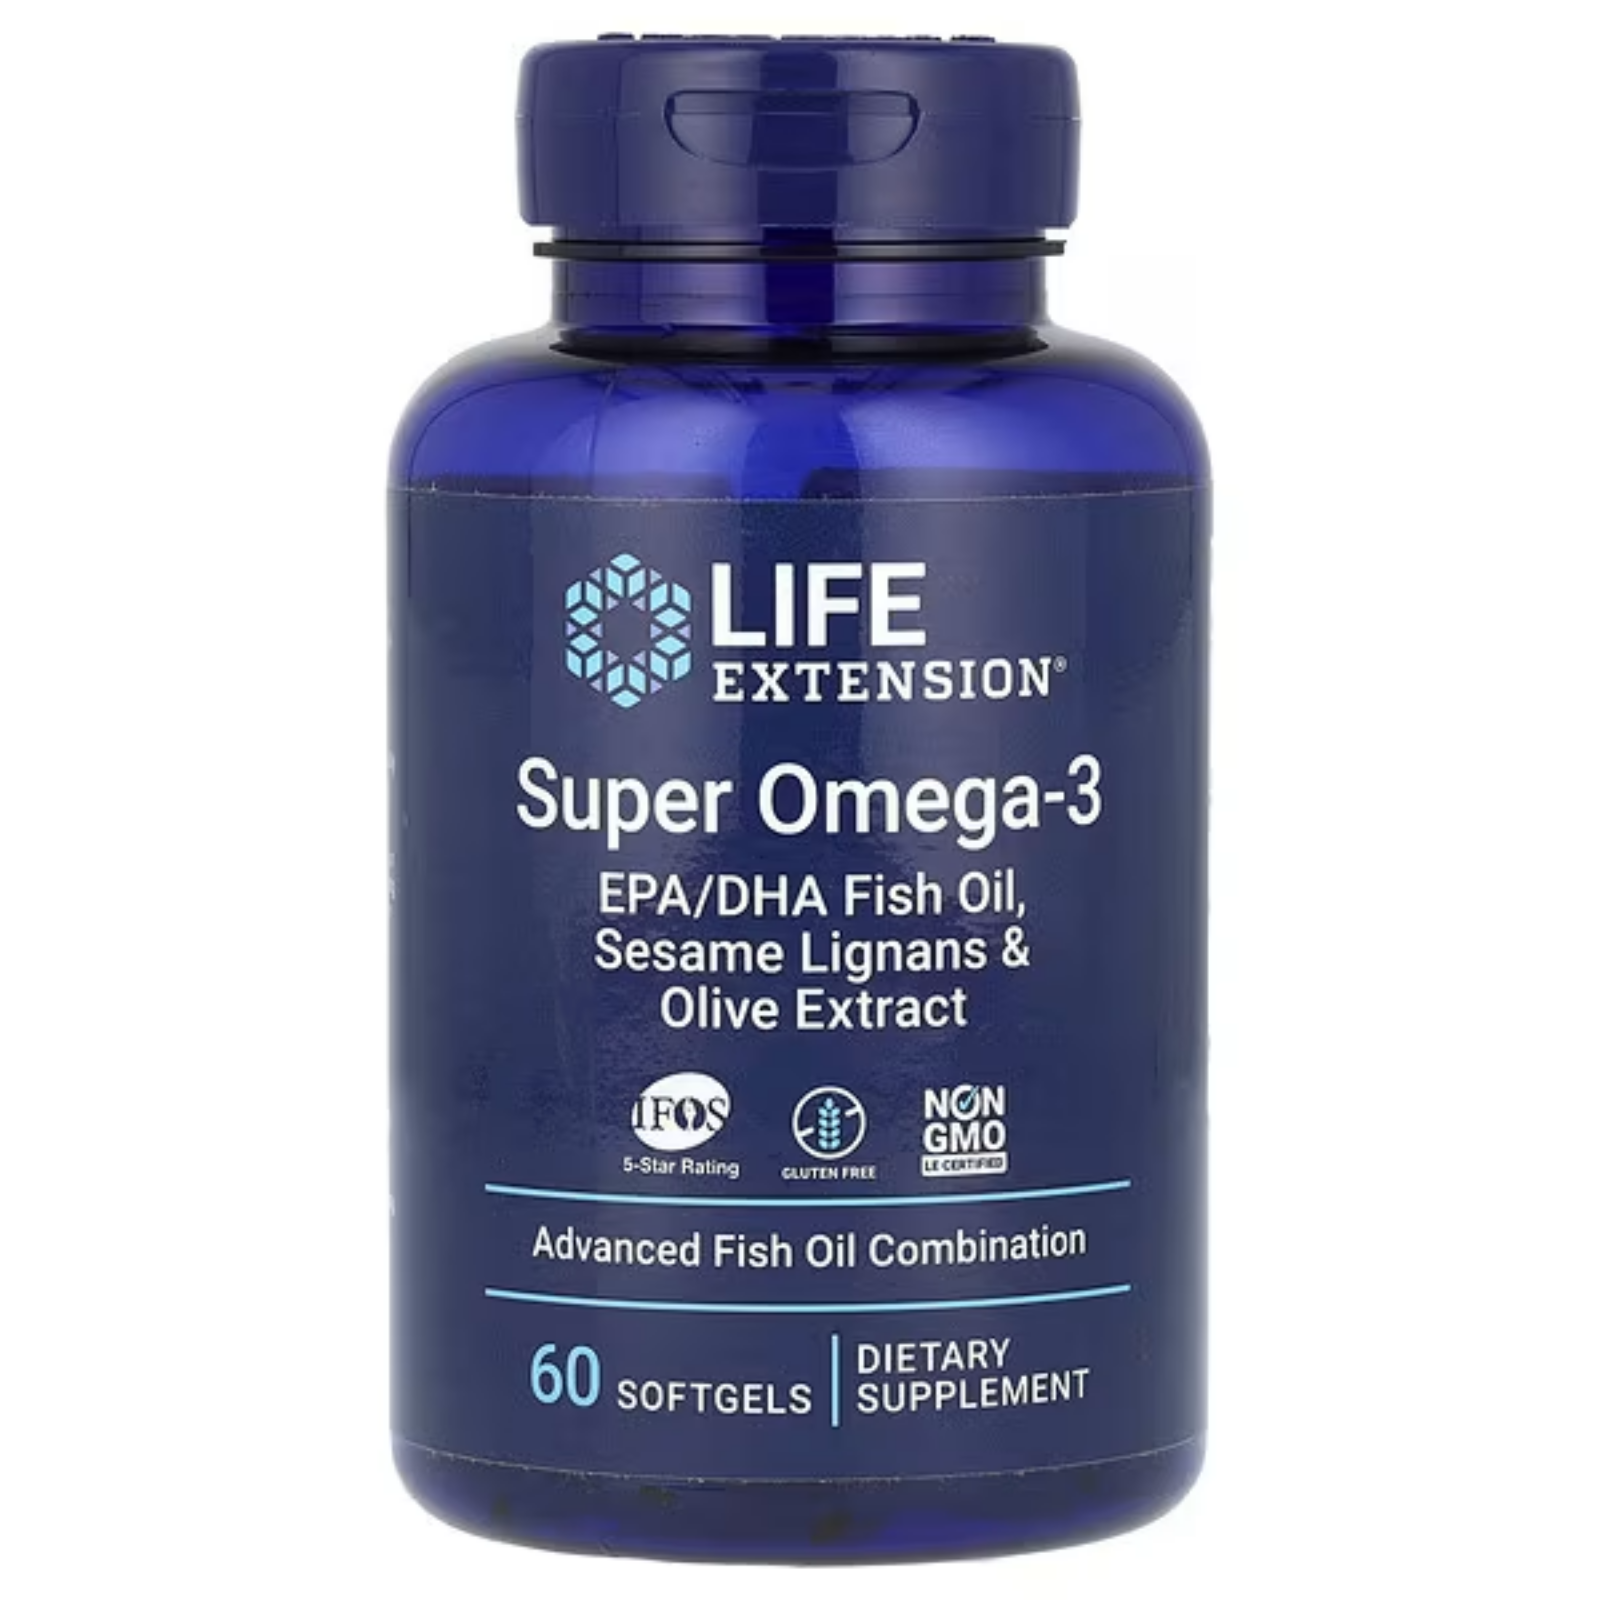 LIFE
EXTENSION®
Super Omega-3
EPA/DHA Fish Oil,
Sesame Lignans &
Olive Extract
IFOS
5-Star Rating
GLUTEN FREE
NON
GMO
LE CERTIFIED
Advanced Fish Oil Combination
60 SOFTGELS
DIETARY
SUPPLEMENT